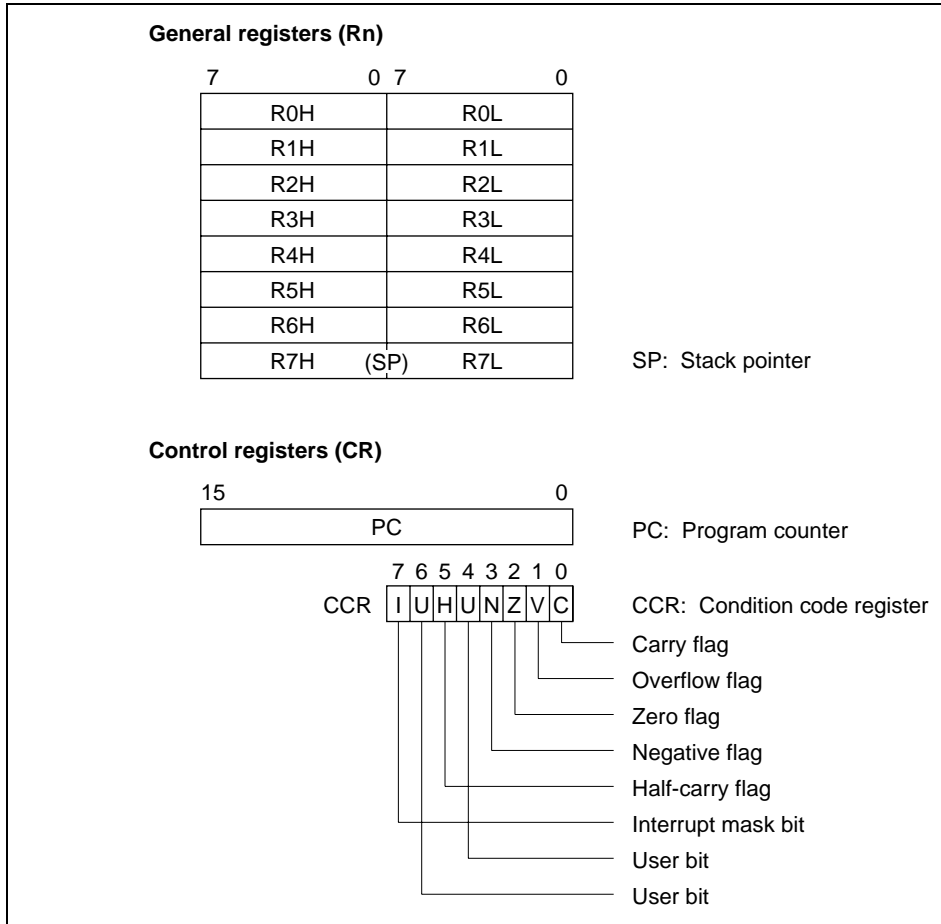 General registers (Rn)
7 0 7 0
R0H R0L
R1H R1L
R2H R2L
R3H R3L
R4H R4L
R5H R5L
R6H R6L
R7H (SP) R7L SP: Stack pointer
Control registers (CR)
15 0
PC PC: Program counter
7 6 5 4 3 2 1 0
CCR I U H U N Z V C CCR: Condition code register
Carry flag
Overflow flag
Zero flag
Negative flag
Half-carry flag
Interrupt mask bit
User bit
User bit